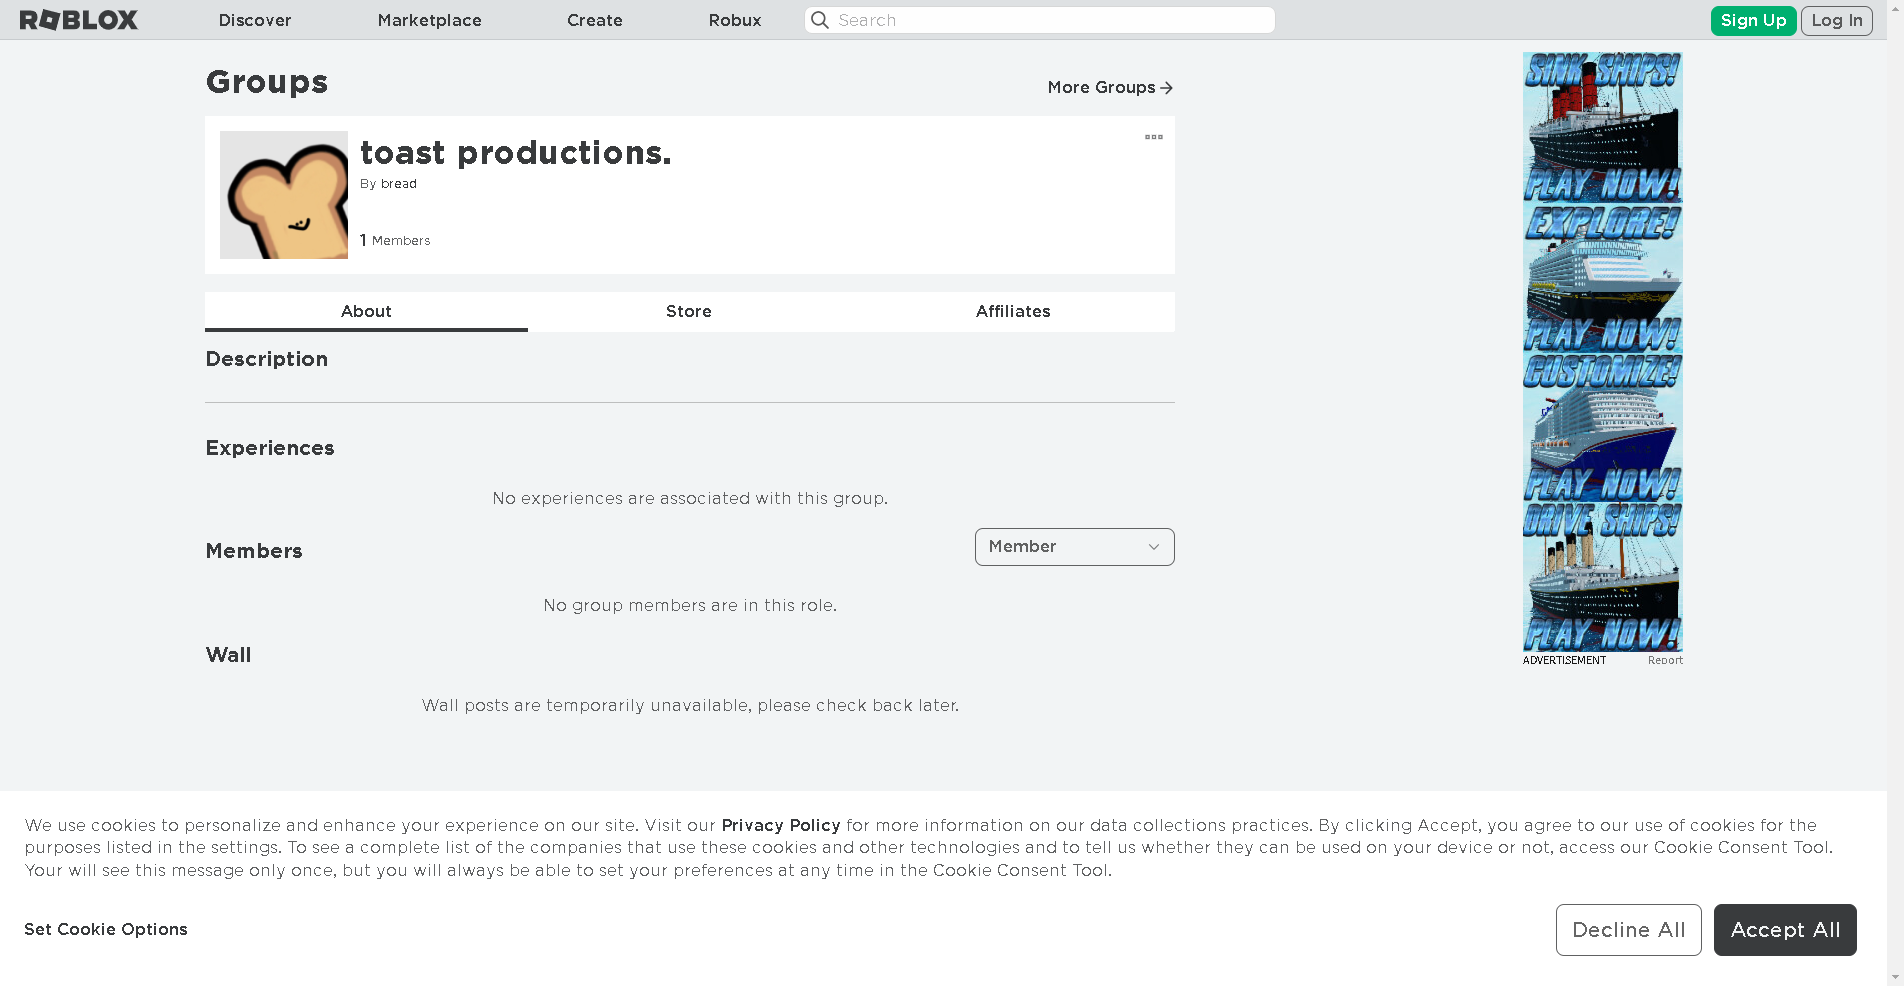 ROBLOX
Discover
Marketplace
Create
Robux
Search
Sign Up
Log In
Groups
More Groups
toast productions.
By bread
1 Members
About
Store
Affiliates
Description
Experiences
No experiences are associated with this group.
Members
Member
No group members are in this role.
Wall
Wall posts are temporarily unavailable, please check back later.
SINK SHIPS!
PLAY NOW!
EXPLORE!
PLAY NOW!
CUSTOMIZE!
PLAY NOW!
DRIVE SHIPS!
PLAY NOW!
ADVERTISEMENT
Report
We use cookies to personalize and enhance your experience on our site. Visit our Privacy Policy for more information on our data collections practices. By clicking Accept, you agree to our use of cookies for the
purposes listed in the settings. To see a complete list of the companies that use these cookies and other technologies and to tell us whether they can be used on your device or not, access our Cookie Consent Tool.
Your will see this message only once, but you will always be able to set your preferences at any time in the Cookie Consent Tool.
Set Cookie Options
Decline All
Accept All